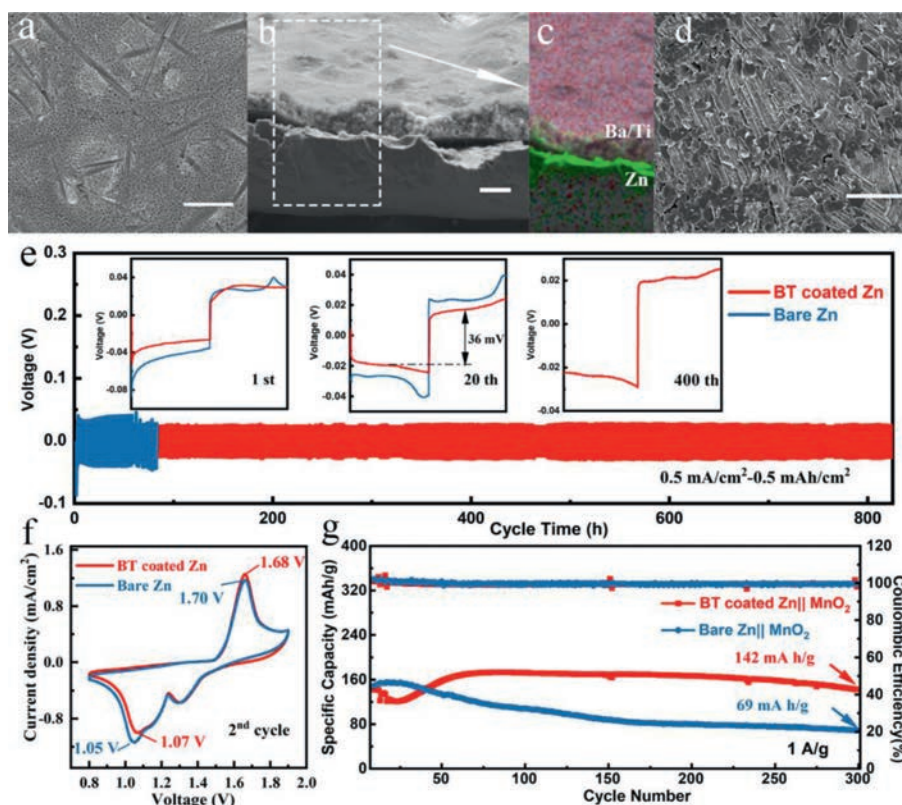 a
b
c
d
Ba/Ti
Zn
e
0.3
0.2
0.1
0.0
-0.1
Voltage (V)
0.04
0.00
-0.04
-0.08
Voltage (V)
1 st
0.04
0.02
0.00
-0.02
-0.04
Voltage (V)
36 mV
20 th
0.04
0.02
0.00
-0.02
-0.04
Voltage (V)
400 th
BT coated Zn
Bare Zn
0.5 mA/cm²-0.5 mAh/cm²
0 200 400 600 800
Cycle Time (h)
f
1.6
0.8
0.0
-0.8
Current density (mA/cm²)
BT coated Zn
Bare Zn
1.68 V
1.70 V
1.05 V
1.07 V
2nd cycle
0.8 1.0 1.2 1.4 1.6 1.8 2.0
Voltage (V)
g
400
320
240
160
80
0
Specific Capacity (mAh/g)
BT coated Zn|| MnO₂
Bare Zn|| MnO₂
142 mA h/g
69 mA h/g
1 A/g
120
100
80
60
40
20
0
Coulombic Efficiency(%)
50 100 150 200 250 300
Cycle Number